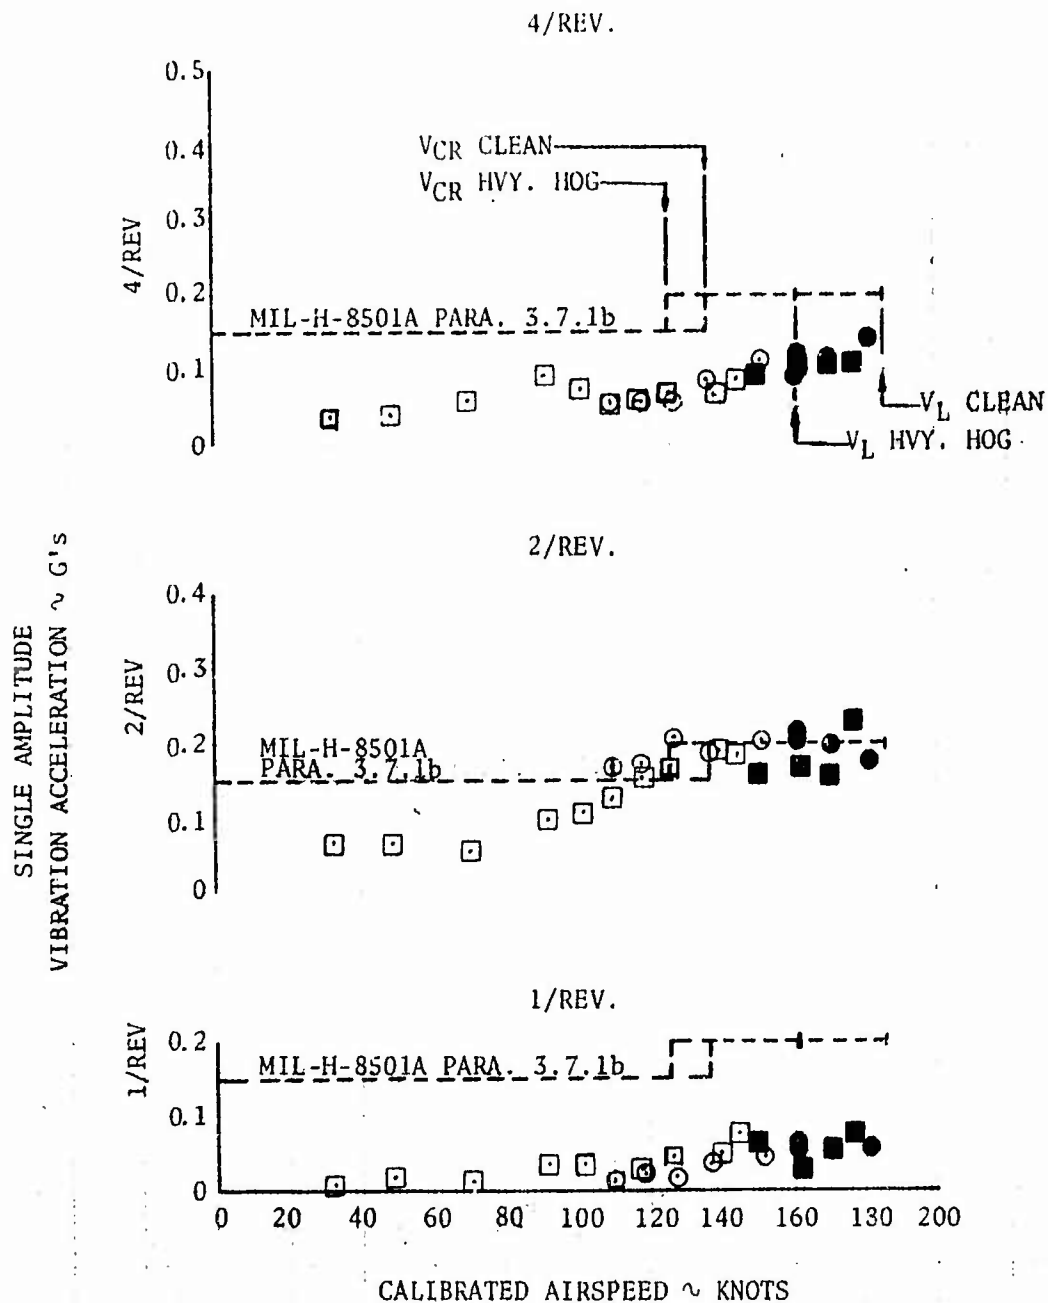 4/REV.
0.5
0.4
0.3
0.2
0.1
0
4/REV
V_CR CLEAN
V_CR HVY. HOG
MIL-H-8501A PARA. 3.7.1b
V_L CLEAN
V_L HVY. HOG
SINGLE AMPLITUDE
VIBRATION ACCELERATION ~ G's
2/REV.
0.4
0.3
0.2
0.1
0
2/REV
MIL-H-8501A
PARA. 3.7.1b
1/REV.
0.2
0.1
0
1/REV
MIL-H-8501A PARA. 3.7.1b
0 20 40 60 80 100 120 140 160 130 200
CALIBRATED AIRSPEED ~ KNOTS